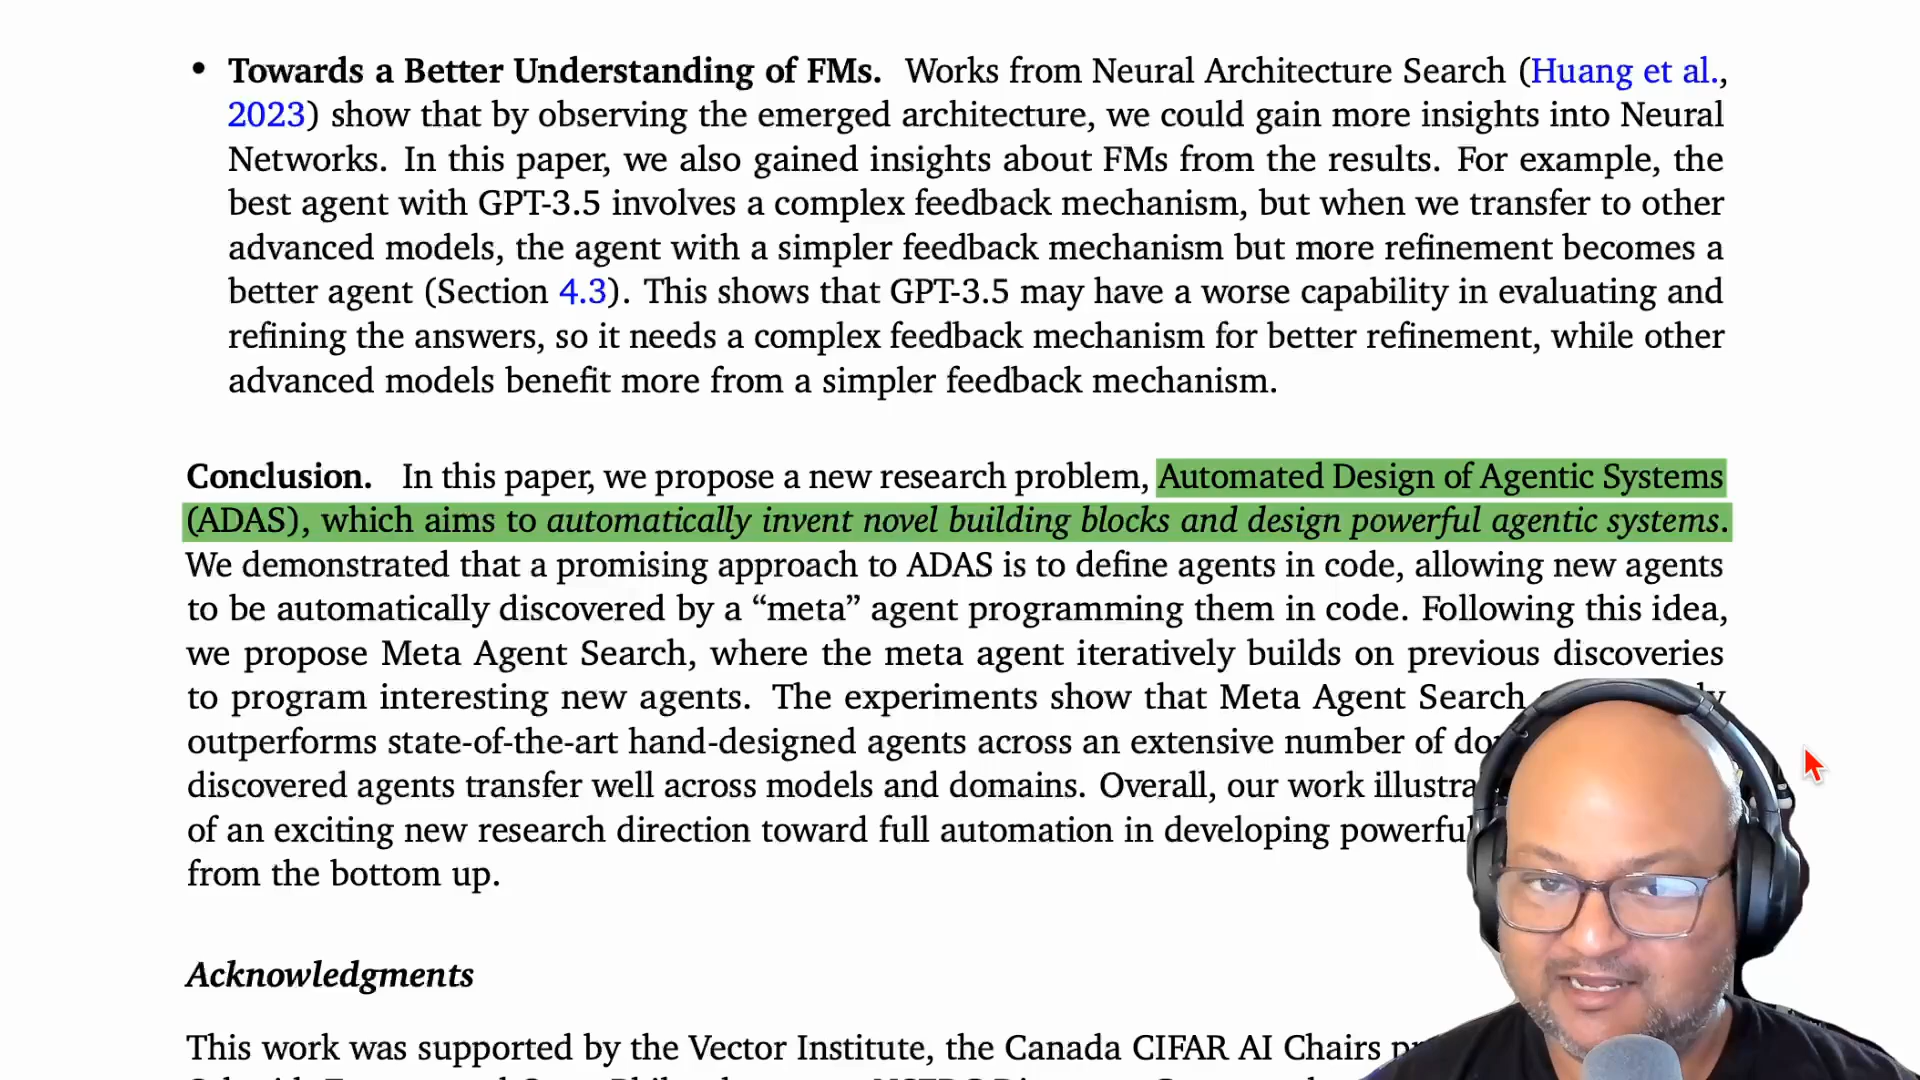 • Towards a Better Understanding of FMs. Works from Neural Architecture Search (Huang et al.,
2023) show that by observing the emerged architecture, we could gain more insights into Neural
Networks. In this paper, we also gained insights about FMs from the results. For example, the
best agent with GPT-3.5 involves a complex feedback mechanism, but when we transfer to other
advanced models, the agent with a simpler feedback mechanism but more refinement becomes a
better agent (Section 4.3). This shows that GPT-3.5 may have a worse capability in evaluating and
refining the answers, so it needs a complex feedback mechanism for better refinement, while other
advanced models benefit more from a simpler feedback mechanism.
Conclusion. In this paper, we propose a new research problem, Automated Design of Agentic Systems
(ADAS), which aims to automatically invent novel building blocks and design powerful agentic systems.
We demonstrated that a promising approach to ADAS is to define agents in code, allowing new agents
to be automatically discovered by a “meta” agent programming them in code. Following this idea,
we propose Meta Agent Search, where the meta agent iteratively builds on previous discoveries
to program interesting new agents. The experiments show that Meta Agent Search
outperforms state-of-the-art hand-designed agents across an extensive number of
discovered agents transfer well across models and domains. Overall, our work
of an exciting new research direction toward full automation in developing powerful
from the bottom up.
Acknowledgments
This work was supported by the Vector Institute, the Canada CIFAR AI Chairs